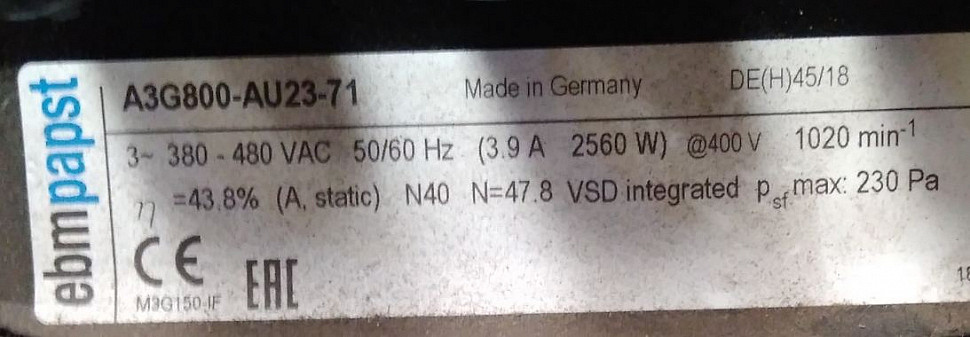 ebmpapst
A3G800-AU23-71 Made in Germany DE(H)45/18
3~ 380 - 480 VAC 50/60 Hz (3.9 A 2560 W) @400 V 1020 min⁻¹
η =43.8% (A, static) N40 N=47.8 VSD integrated psf max: 230 Pa
CE EAC
M3G150-IF